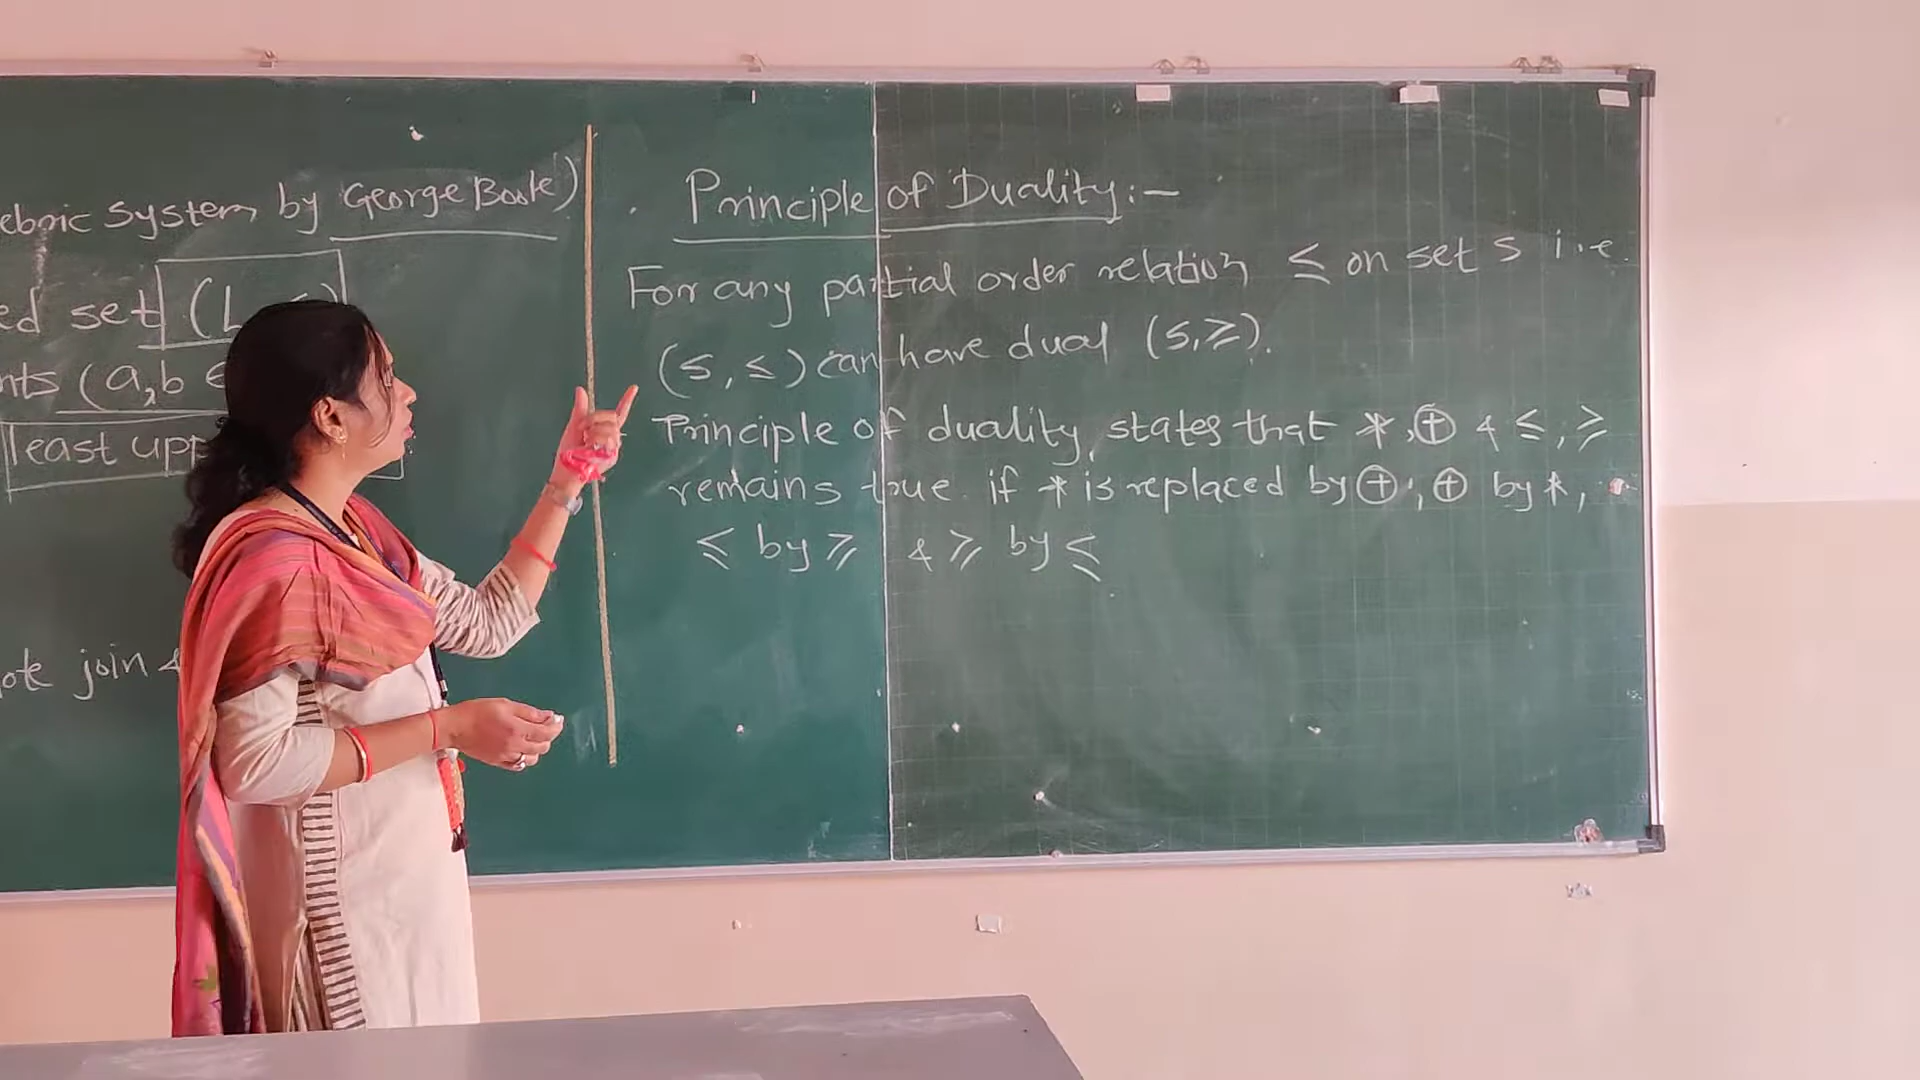 ebric System by George Boole)
ed set (L, ≤)
nts (a,b ∈
least upp
ote join &
Principle of Duality:-
For any partial order relation ≤ on set S i.e.
(S, ≤) can have dual (S, ≥).
Principle of duality states that *, ⊕ & ≤, ≥
remains true if * is replaced by ⊕, ⊕ by *,
≤ by ≥ & ≥ by ≤